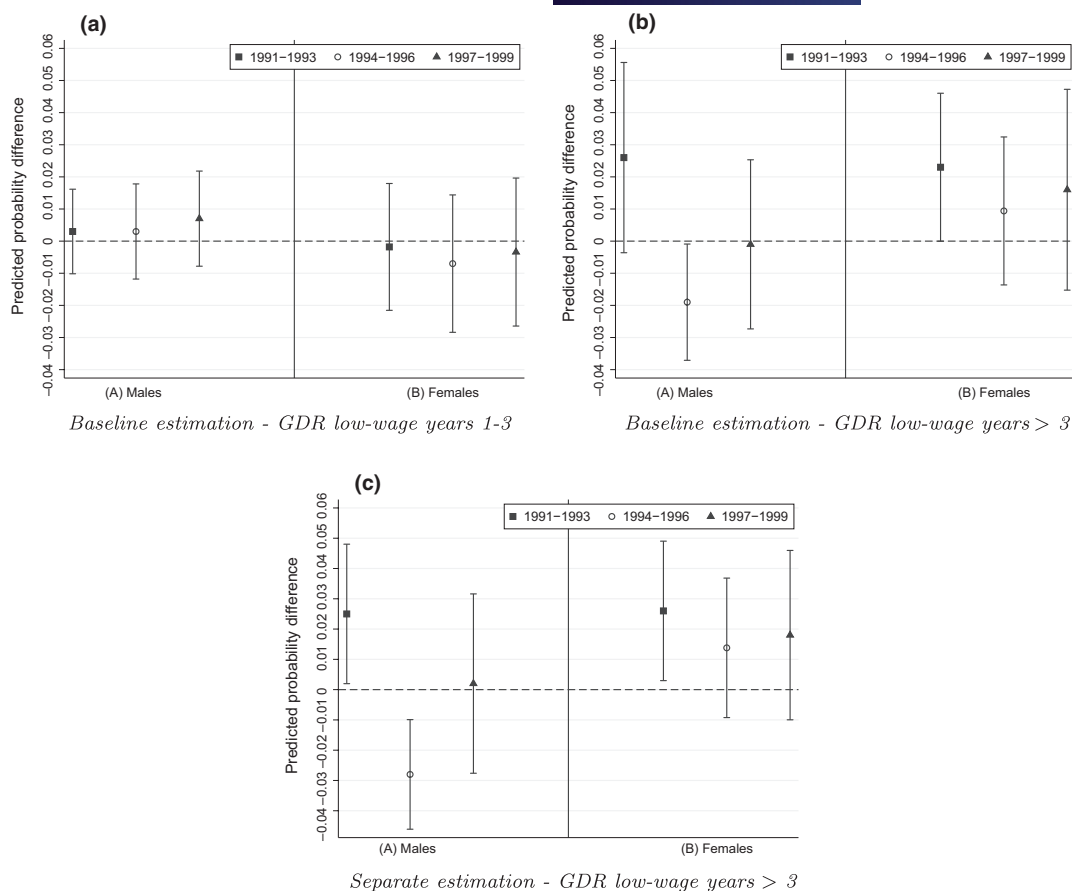 (a)
1991−1993 1994−1996 1997−1999
Predicted probability difference
0.06
0.05
0.04
0.03
0.02
0.01
0
−0.01
−0.02
−0.03
−0.04
(A) Males (B) Females
Baseline estimation - GDR low-wage years 1-3
(b)
1991−1993 1994−1996 1997−1999
Predicted probability difference
0.06
0.05
0.04
0.03
0.02
0.01
0
−0.01
−0.02
−0.03
−0.04
(A) Males (B) Females
Baseline estimation - GDR low-wage years > 3
(c)
1991−1993 1994−1996 1997−1999
Predicted probability difference
0.06
0.05
0.04
0.03
0.02
0.01
0
−0.01
−0.02
−0.03
−0.04
(A) Males (B) Females
Separate estimation - GDR low-wage years > 3